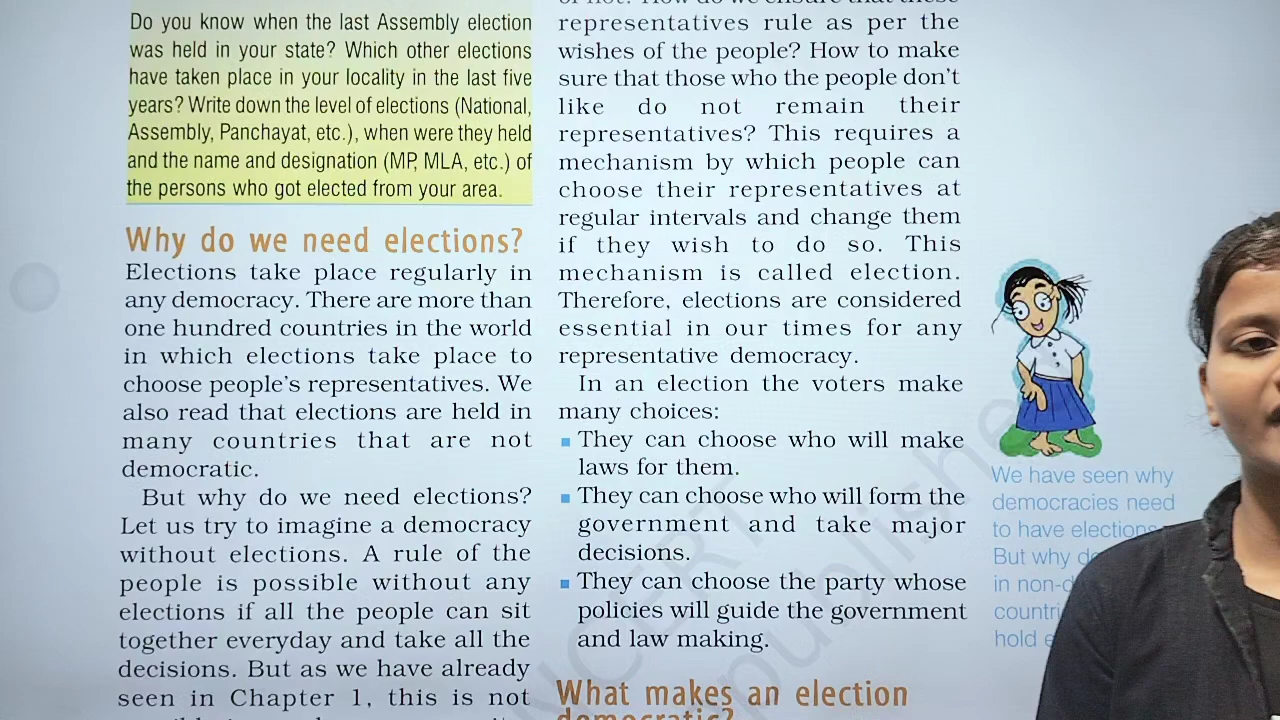 Do you know when the last Assembly election
was held in your state? Which other elections
have taken place in your locality in the last five
years? Write down the level of elections (National,
Assembly, Panchayat, etc.), when were they held
and the name and designation (MP, MLA, etc.) of
the persons who got elected from your area.
Why do we need elections?
Elections take place regularly in
any democracy. There are more than
one hundred countries in the world
in which elections take place to
choose people's representatives. We
also read that elections are held in
many countries that are not
democratic.
But why do we need elections?
Let us try to imagine a democracy
without elections. A rule of the
people is possible without any
elections if all the people can sit
together everyday and take all the
decisions. But as we have already
seen in Chapter 1, this is not
representatives rule as per the
wishes of the people? How to make
sure that those who the people don't
like do not remain their
representatives? This requires a
mechanism by which people can
choose their representatives at
regular intervals and change them
if they wish to do so. This
mechanism is called election.
Therefore, elections are considered
essential in our times for any
representative democracy.
In an election the voters make
many choices:
They can choose who will make
laws for them.
They can choose who will form the
government and take major
decisions.
They can choose the party whose
policies will guide the government
and law making.
What makes an election
democratic?
We have seen why
democracies need
to have elections
But why
in non-
hold
NCERT